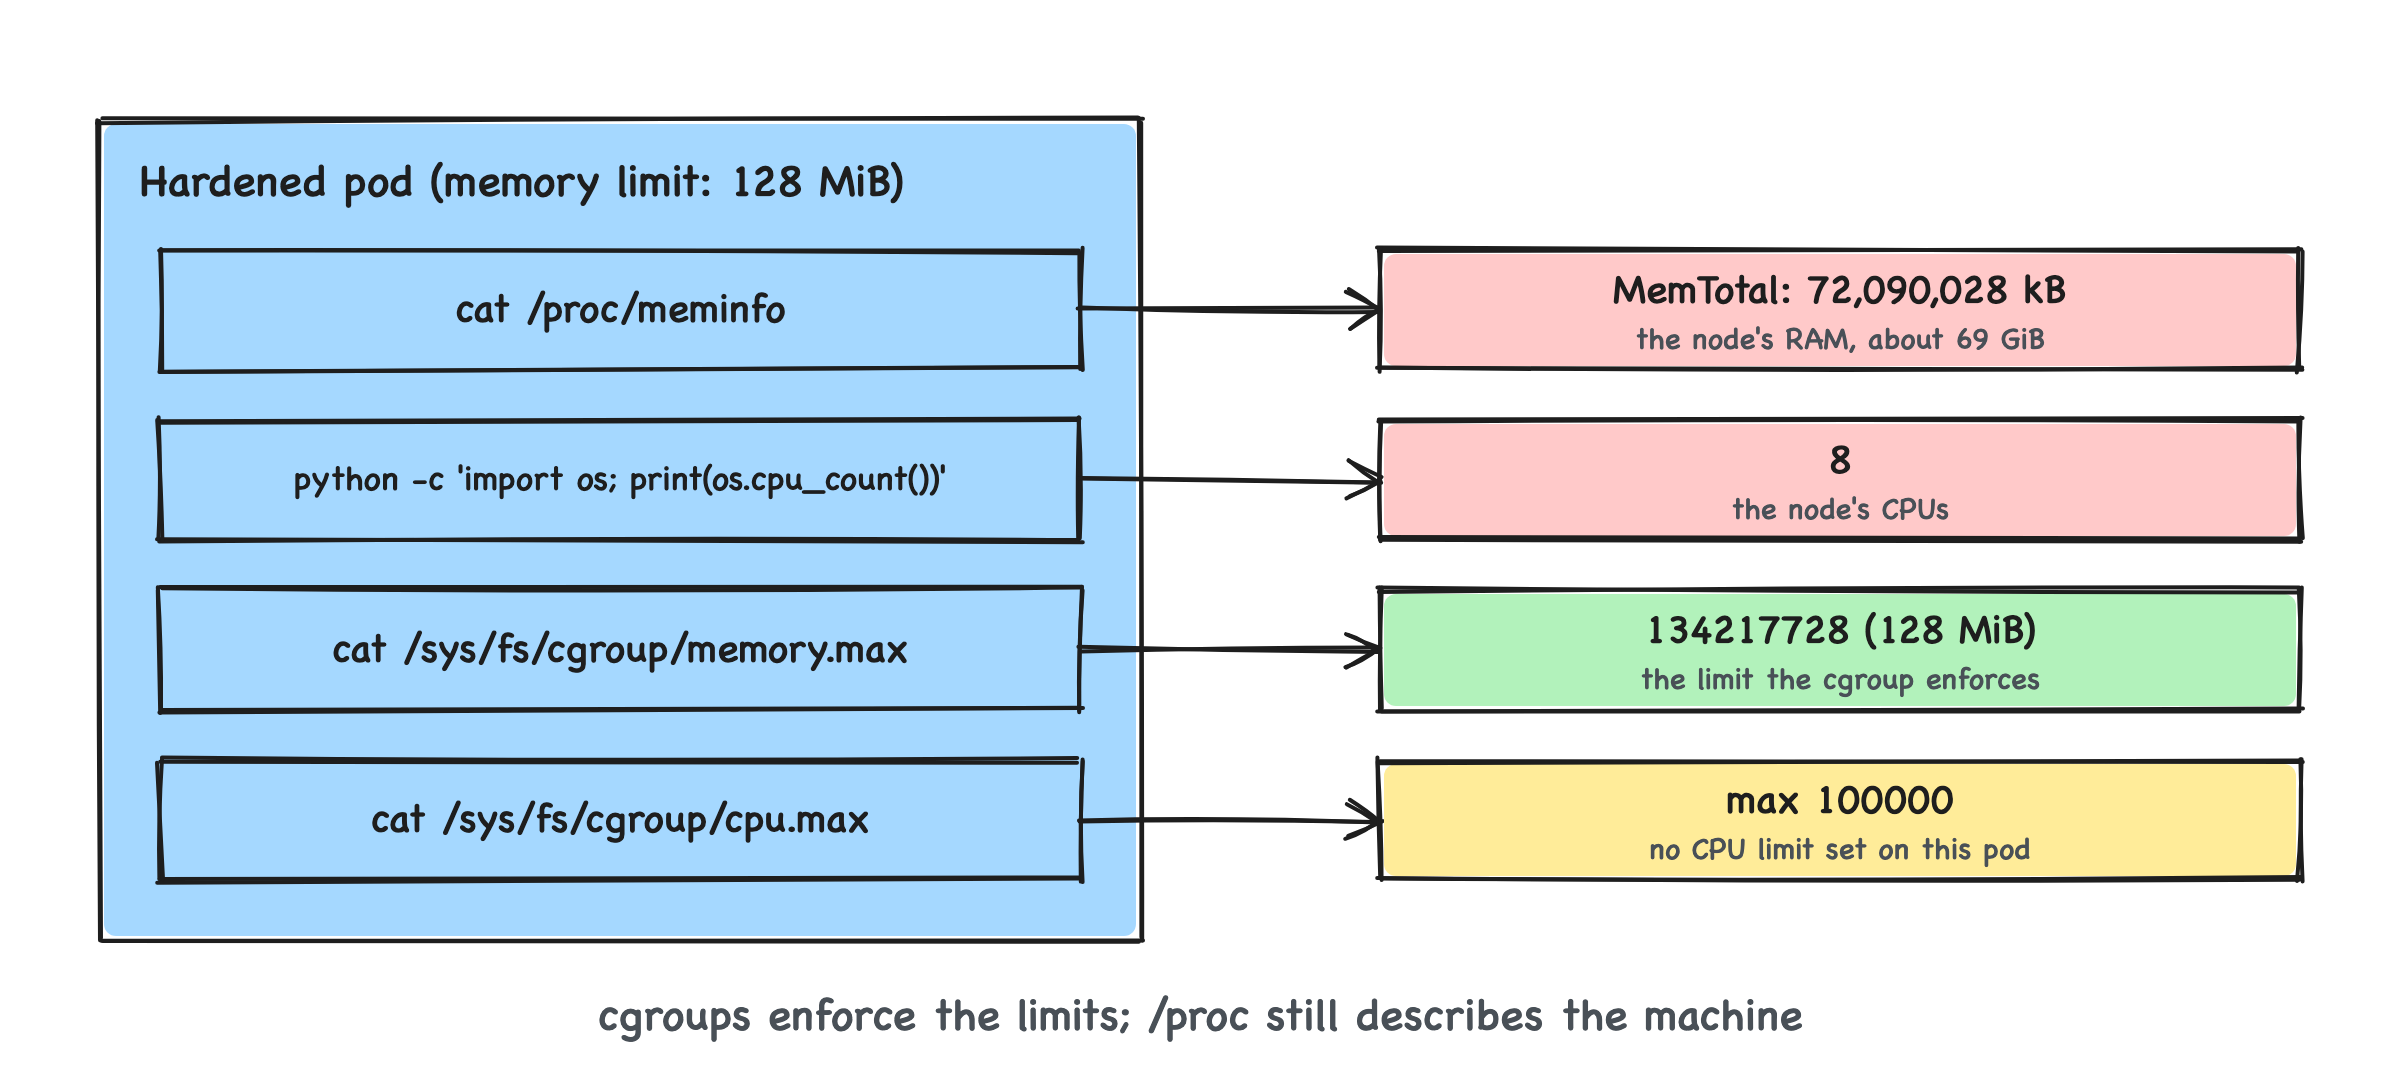 Hardened pod (memory limit: 128 MiB)
cat /proc/meminfo
MemTotal: 72,090,028 kB
the node's RAM, about 69 GiB
python -c 'import os; print(os.cpu_count())'
8
the node's CPUs
cat /sys/fs/cgroup/memory.max
134217728 (128 MiB)
the limit the cgroup enforces
cat /sys/fs/cgroup/cpu.max
max 100000
no CPU limit set on this pod
cgroups enforce the limits; /proc still describes the machine